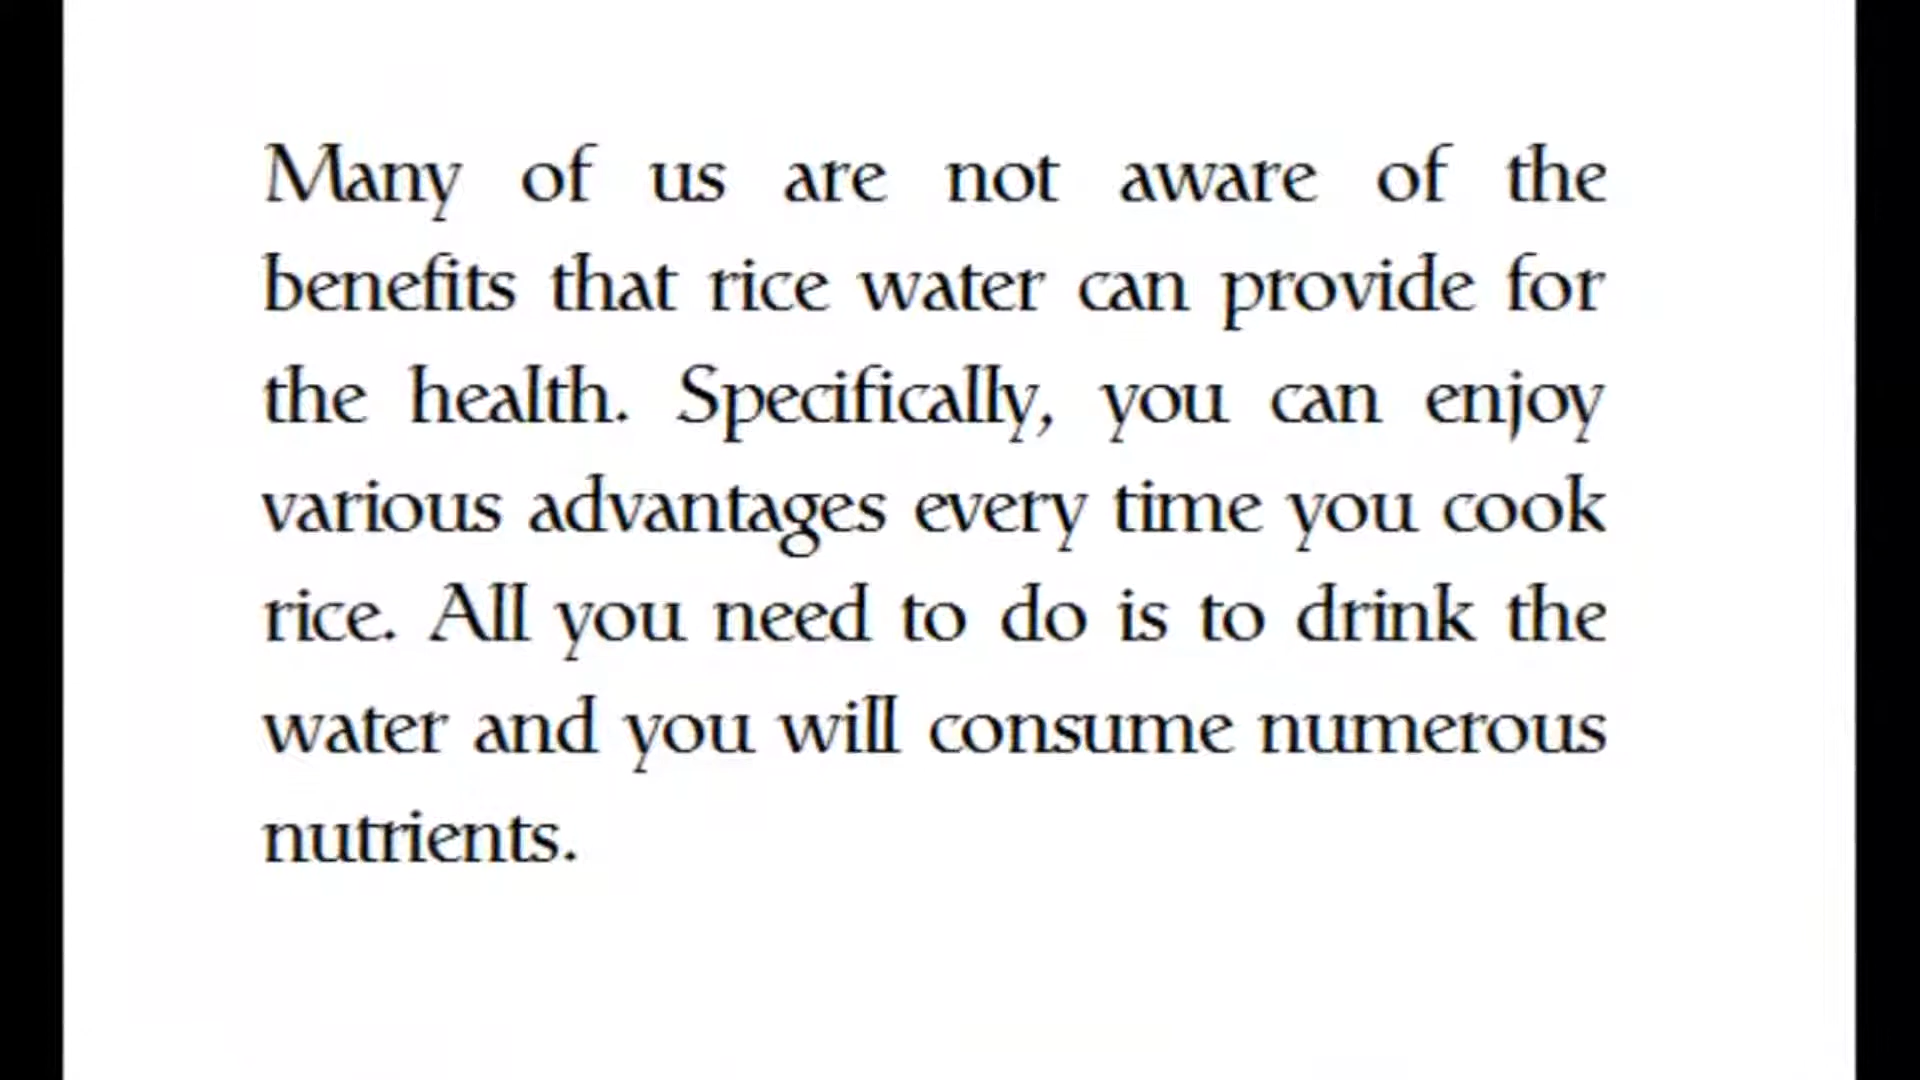 Many of us are not aware of the
benefits that rice water can provide for
the health. Specifically, you can enjoy
various advantages every time you cook
rice. All you need to do is to drink the
water and you will consume numerous
nutrients.